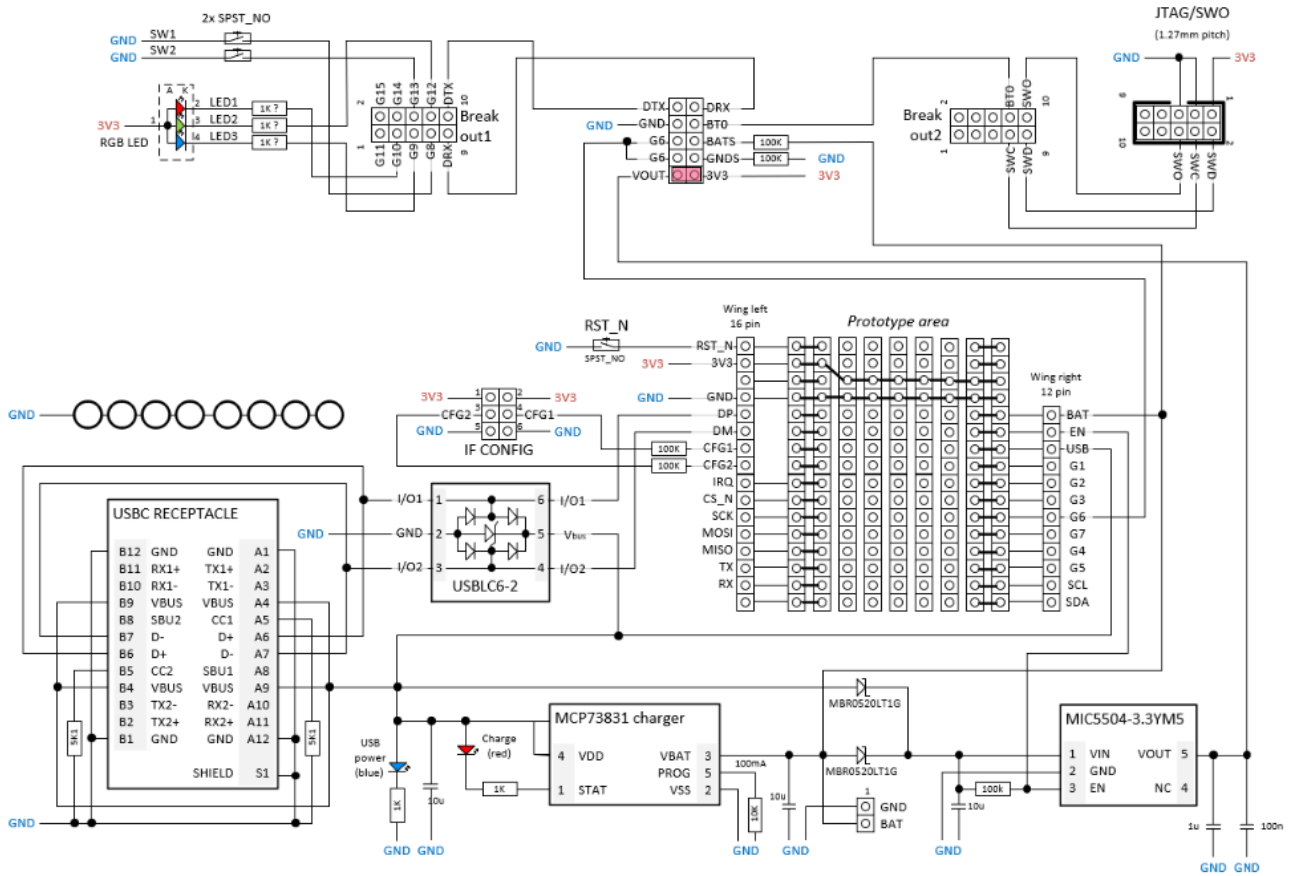 2x SPST_NO
GND SW1
GND SW2
A K
2 LED1 1K ?
3V3 1 3 LED2 1K ?
4 LED3 1K ?
RGB LED
2 G15 G14 G13 G12 DTX 10
Break
out1
1 G11 G10 G9 G8 DRX 9
DTX DRX
GND GND BT0
G6 BATS 100K
G6 GNDS 100K GND
VOUT 3V3 3V3
2 BT0 SWO 10
Break
out2
1 SWC SWD 9
JTAG/SWO
(1.27mm pitch)
GND 3V3
9 1
10 2
SWO SWC SWD
RST_N
GND
SPST_NO
Wing left
16 pin
Prototype area
Wing right
12 pin
RST_N
3V3 3V3
GND GND
DP
DM
100K CFG1
100K CFG2
IRQ
CS_N
SCK
MOSI
MISO
TX
RX
BAT
EN
USB
G1
G2
G3
G6
G7
G4
G5
SCL
SDA
3V3 1 2 3V3
CFG2 3 4 CFG1
GND 5 6 GND
IF CONFIG
GND
I/O1 1 6 I/O1
GND GND 2 5 Vbus
I/O2 3 4 I/O2
USBLC6-2
USBC RECEPTACLE
B12 GND GND A1
B11 RX1+ TX1+ A2
B10 RX1- TX1- A3
B9 VBUS VBUS A4
B8 SBU2 CC1 A5
B7 D- D+ A6
B6 D+ D- A7
B5 CC2 SBU1 A8
B4 VBUS VBUS A9
B3 TX2- RX2- A10
B2 TX2+ RX2+ A11
B1 GND GND A12
SHIELD S1
5K1 5K1
GND
USB
power
(blue)
1K
10u
GND GND
Charge
(red)
1K
MCP73831 charger
4 VDD VBAT 3
PROG 5
1 STAT VSS 2
100mA
10K
10u
GND GND
MBR0520LT1G
MBR0520LT1G
1
GND
BAT
100k
10u
GND
MIC5504-3.3YM5
1 VIN VOUT 5
2 GND
3 EN NC 4
1u 100n
GND GND